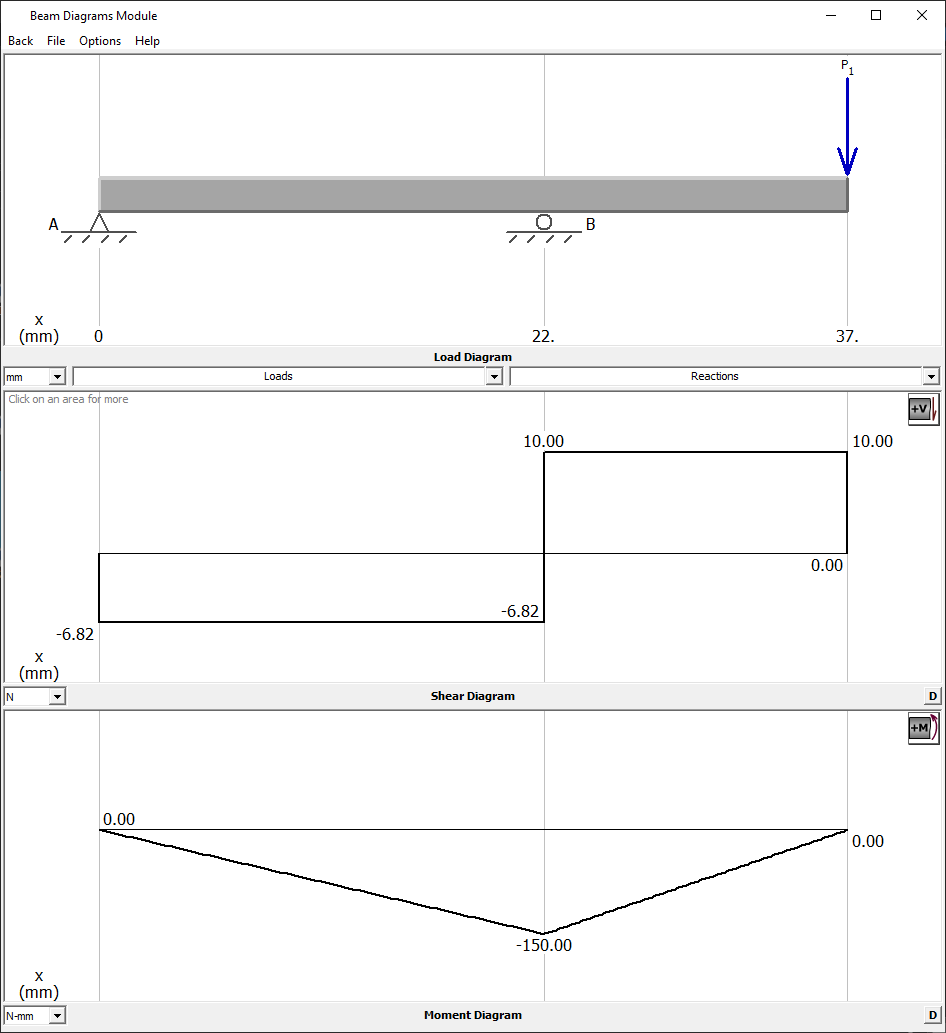 Beam Diagrams Module
Back File Options Help
P1
A
B
x
(mm) 0 22. 37.
Load Diagram
mm Loads Reactions
Click on an area for more
+V
10.00 10.00
0.00
-6.82
-6.82
x
(mm)
N Shear Diagram D
+M
0.00
0.00
-150.00
x
(mm)
N-mm Moment Diagram D